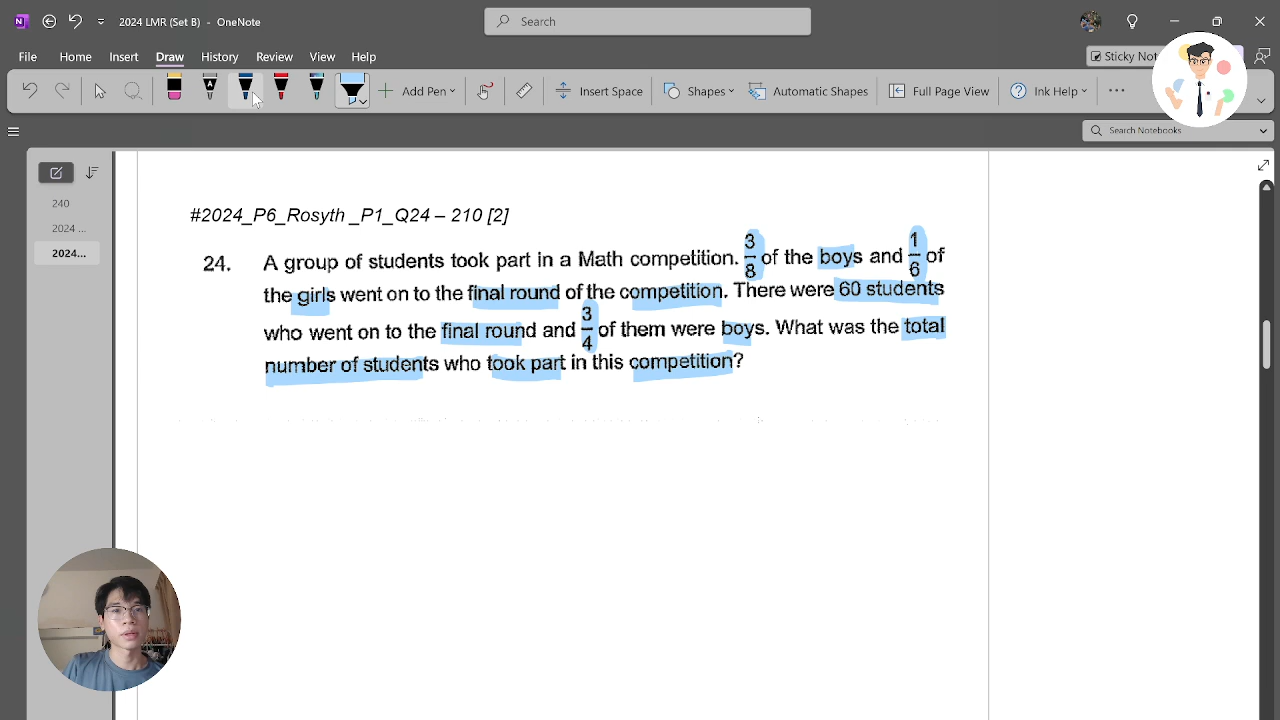 2024 LMR (Set B) - OneNote
Search
File Home Insert Draw History Review View Help
Add Pen
Insert Space
Shapes
Automatic Shapes
Full Page View
Ink Help
Sticky Not
Search Notebooks
240
2024 ...
2024...
#2024_P6_Rosyth _P1_Q24 – 210 [2]
24. A group of students took part in a Math competition. 3/8 of the boys and 1/6 of
the girls went on to the final round of the competition. There were 60 students
who went on to the final round and 3/4 of them were boys. What was the total
number of students who took part in this competition?